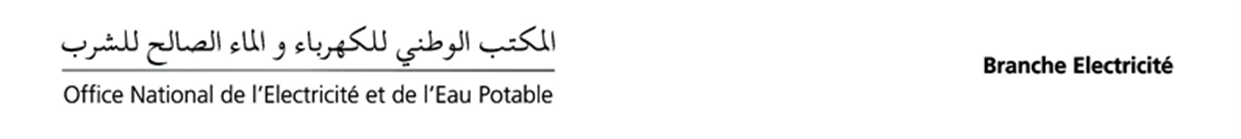 المكتب الوطني للكهرباء و الماء الصالح للشرب
Office National de l'Electricité et de l'Eau Potable
Branche Electricité